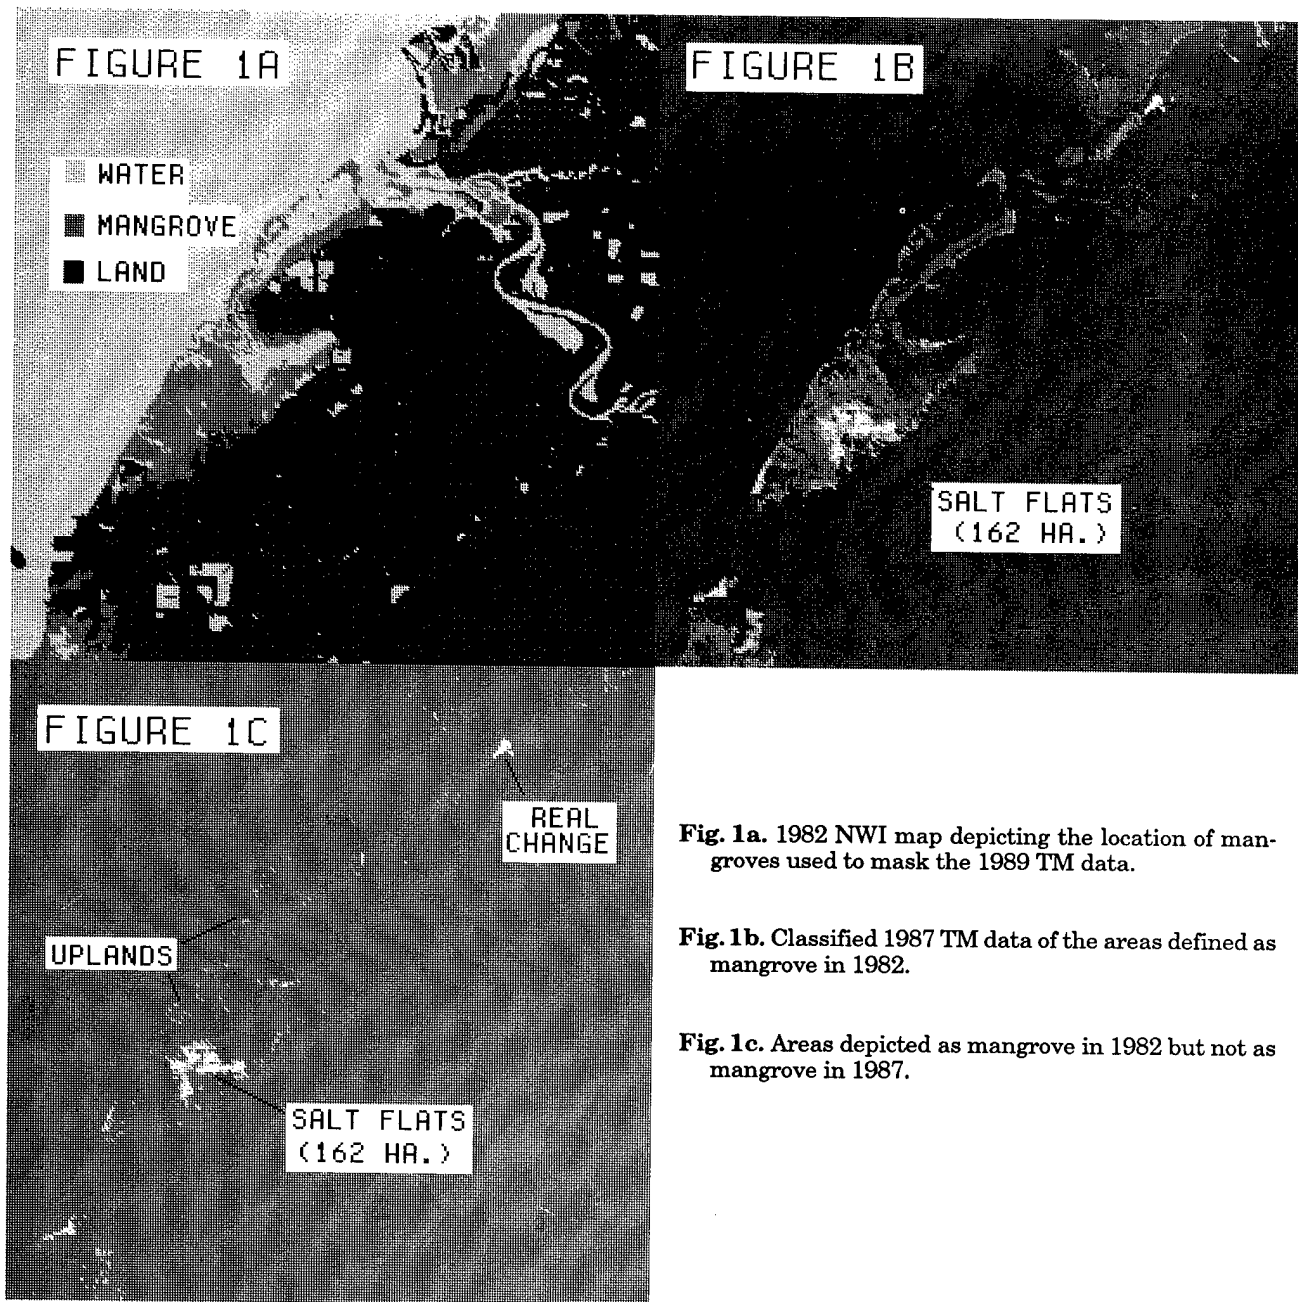 FIGURE 1A
WATER
MANGROVE
LAND
FIGURE 1B
SALT FLATS
(162 HA.)
FIGURE 1C
REAL
CHANGE
UPLANDS
SALT FLATS
(162 HA.)
Fig. 1a. 1982 NWI map depicting the location of man-
groves used to mask the 1989 TM data.
Fig. 1b. Classified 1987 TM data of the areas defined as
mangrove in 1982.
Fig. 1c. Areas depicted as mangrove in 1982 but not as
mangrove in 1987.